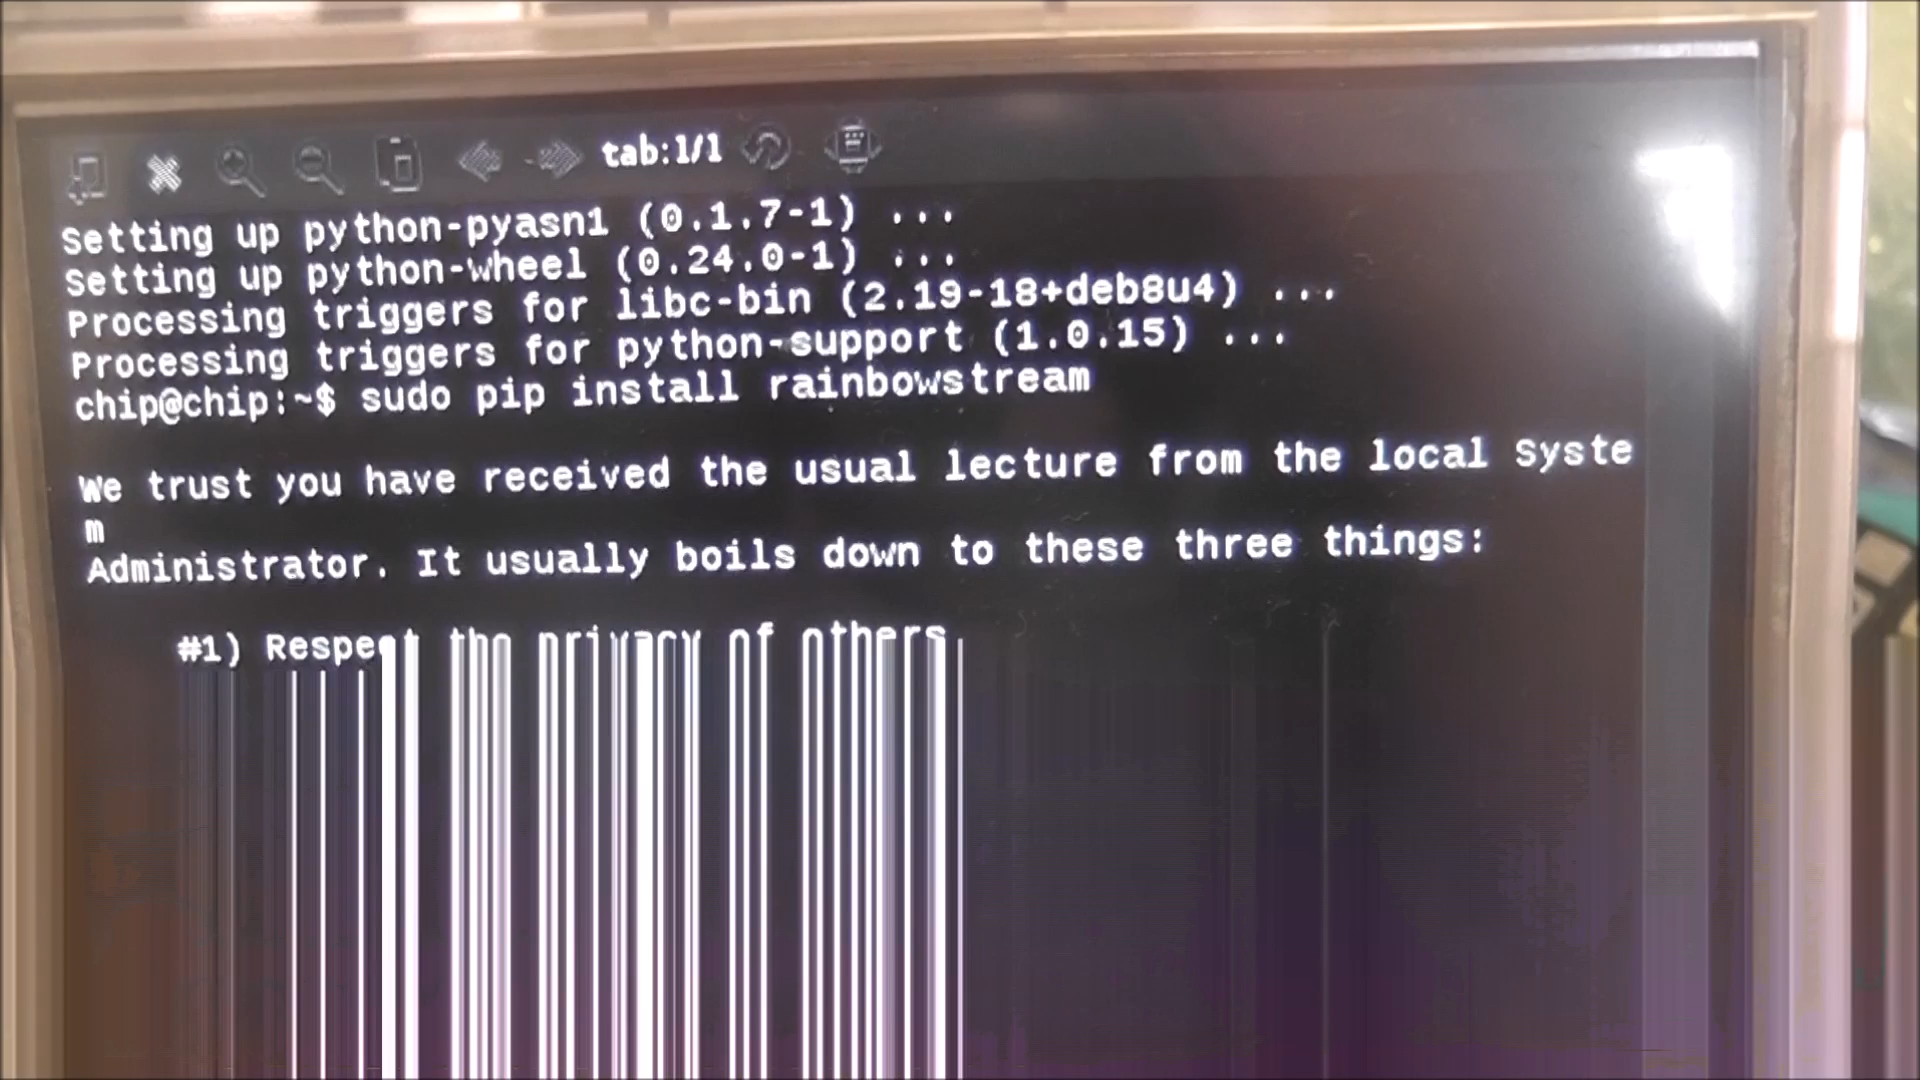 tab:1/1
Setting up python-pyasn1 (0.1.7-1) ...
Setting up python-wheel (0.24.0-1) ...
Processing triggers for libc-bin (2.19-18+deb8u4) ...
Processing triggers for python-support (1.0.15) ...
chip@chip:~$ sudo pip install rainbowstream
We trust you have received the usual lecture from the local Syste
m
Administrator. It usually boils down to these three things:
#1) Respect the privacy of others.